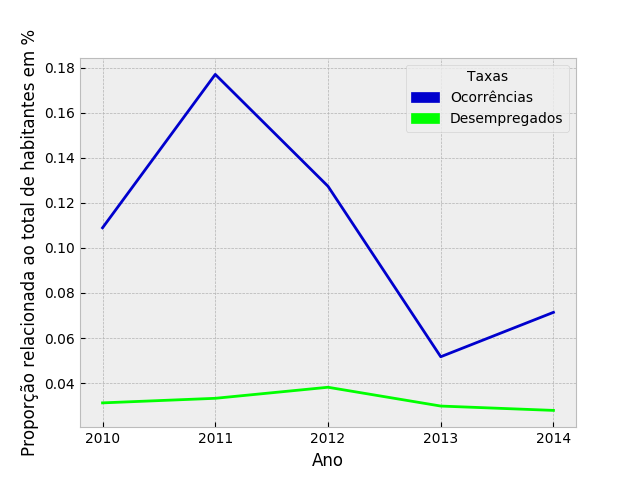 Proporção relacionada ao total de habitantes em %
0.18
0.16
0.14
0.12
0.10
0.08
0.06
0.04
Taxas
Ocorrências
Desempregados
2010 2011 2012 2013 2014
Ano